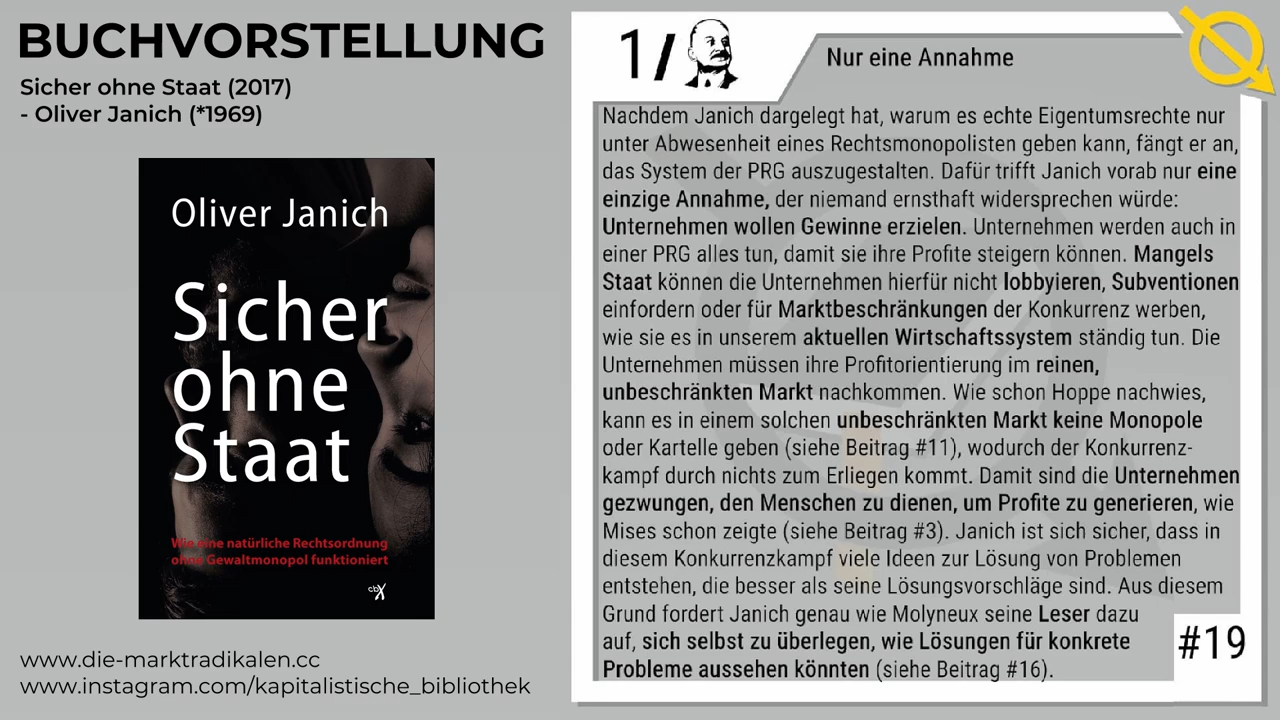 BUCHVORSTELLUNG
Sicher ohne Staat (2017)
- Oliver Janich (*1969)
Oliver Janich
Sicher
ohne
Staat
Wie eine natürliche Rechtsordnung
ohne Gewaltmonopol funktioniert
cbX
www.die-marktradikalen.cc
www.instagram.com/kapitalistische_bibliothek
1/
Nur eine Annahme
Nachdem Janich dargelegt hat, warum es echte Eigentumsrechte nur
unter Abwesenheit eines Rechtsmonopolisten geben kann, fängt er an,
das System der PRG auszugestalten. Dafür trifft Janich vorab nur eine
einzige Annahme, der niemand ernsthaft widersprechen würde:
Unternehmen wollen Gewinne erzielen. Unternehmen werden auch in
einer PRG alles tun, damit sie ihre Profite steigern können. Mangels
Staat können die Unternehmen hierfür nicht lobbyieren, Subventionen
einfordern oder für Marktbeschränkungen der Konkurrenz werben,
wie sie es in unserem aktuellen Wirtschaftssystem ständig tun. Die
Unternehmen müssen ihre Profitorientierung im reinen,
unbeschränkten Markt nachkommen. Wie schon Hoppe nachwies,
kann es in einem solchen unbeschränkten Markt keine Monopole
oder Kartelle geben (siehe Beitrag #11), wodurch der Konkurrenz-
kampf durch nichts zum Erliegen kommt. Damit sind die Unternehmen
gezwungen, den Menschen zu dienen, um Profite zu generieren, wie
Mises schon zeigte (siehe Beitrag #3). Janich ist sich sicher, dass in
diesem Konkurrenzkampf viele Ideen zur Lösung von Problemen
entstehen, die besser als seine Lösungsvorschläge sind. Aus diesem
Grund fordert Janich genau wie Molyneux seine Leser dazu
auf, sich selbst zu überlegen, wie Lösungen für konkrete
Probleme aussehen könnten (siehe Beitrag #16).
#19